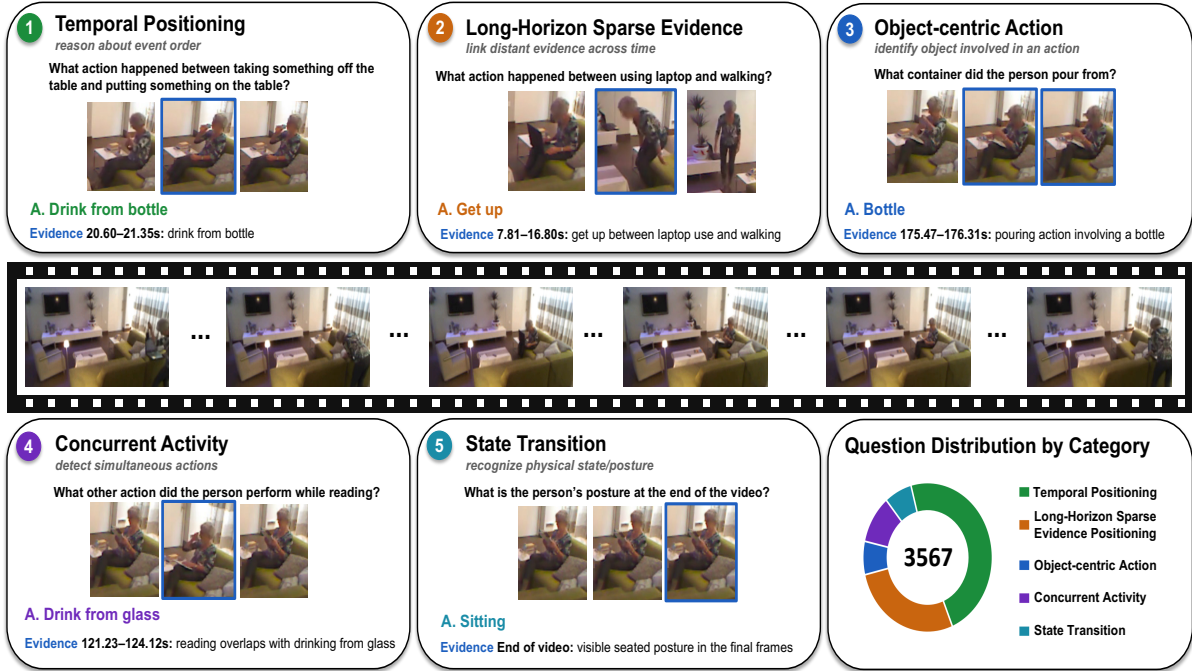 1 Temporal Positioning
reason about event order
What action happened between taking something off the
table and putting something on the table?
A. Drink from bottle
Evidence 20.60–21.35s: drink from bottle
2 Long-Horizon Sparse Evidence
link distant evidence across time
What action happened between using laptop and walking?
A. Get up
Evidence 7.81–16.80s: get up between laptop use and walking
3 Object-centric Action
identify object involved in an action
What container did the person pour from?
A. Bottle
Evidence 175.47–176.31s: pouring action involving a bottle
... ... ... ... ...
4 Concurrent Activity
detect simultaneous actions
What other action did the person perform while reading?
A. Drink from glass
Evidence 121.23–124.12s: reading overlaps with drinking from glass
5 State Transition
recognize physical state/posture
What is the person's posture at the end of the video?
A. Sitting
Evidence End of video: visible seated posture in the final frames
Question Distribution by Category
3567
Temporal Positioning
Long-Horizon Sparse
Evidence Positioning
Object-centric Action
Concurrent Activity
State Transition